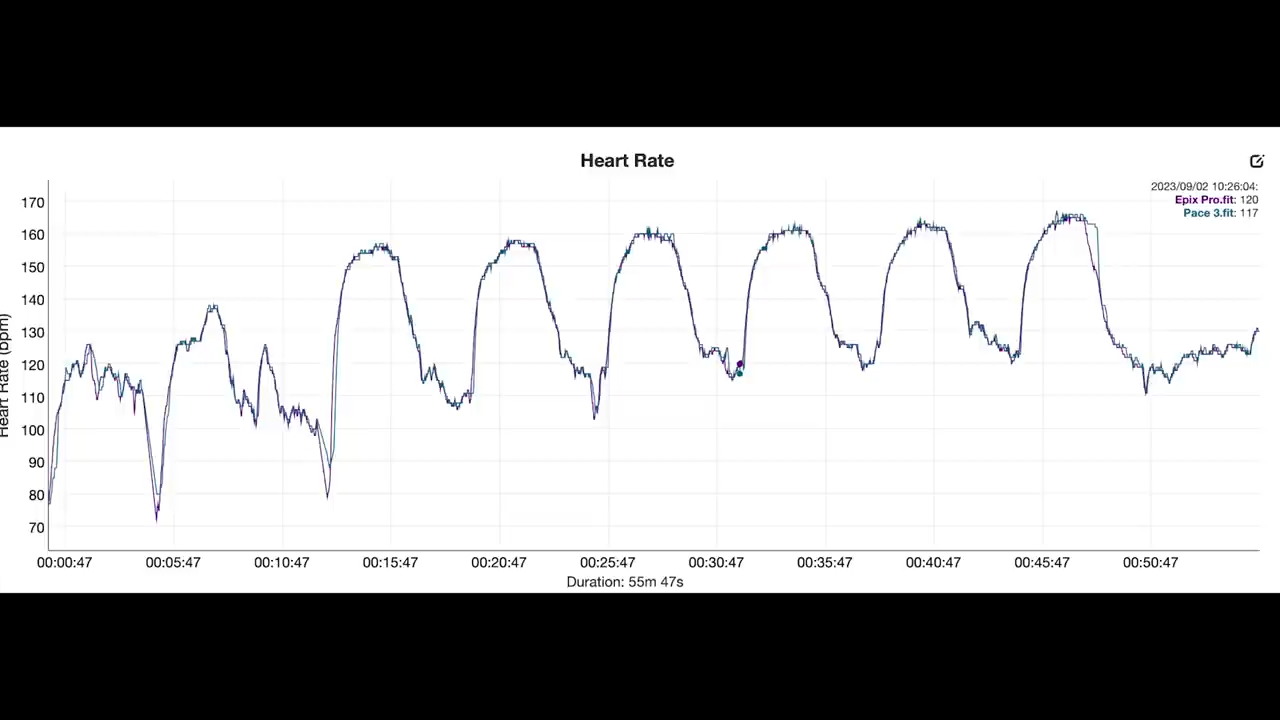 Heart Rate
2023/09/02 10:26:04:
Epix Pro.fit: 120
Pace 3.fit: 117
Heart Rate (bpm)
170
160
150
140
130
120
110
100
90
80
70
00:00:47 00:05:47 00:10:47 00:15:47 00:20:47 00:25:47 00:30:47 00:35:47 00:40:47 00:45:47 00:50:47
Duration: 55m 47s